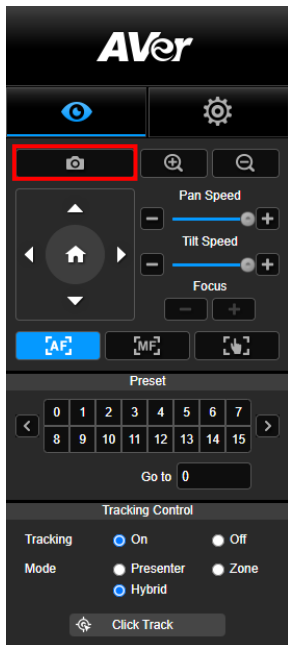 AVer
Pan Speed
Tilt Speed
Focus
AF MF
Preset
0 1 2 3 4 5 6 7
8 9 10 11 12 13 14 15
Go to 0
Tracking Control
Tracking On Off
Mode Presenter Zone
Hybrid
Click Track